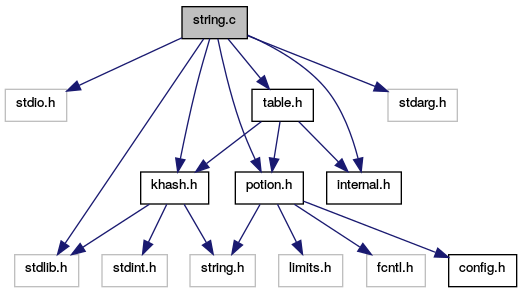 string.c
stdio.h
table.h
stdarg.h
khash.h
potion.h
internal.h
stdlib.h
stdint.h
string.h
limits.h
fcntl.h
config.h